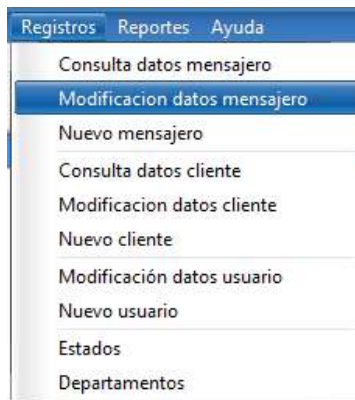 Registros Reportes Ayuda
Consulta datos mensajero
Modificacion datos mensajero
Nuevo mensajero
Consulta datos cliente
Modificacion datos cliente
Nuevo cliente
Modificación datos usuario
Nuevo usuario
Estados
Departamentos